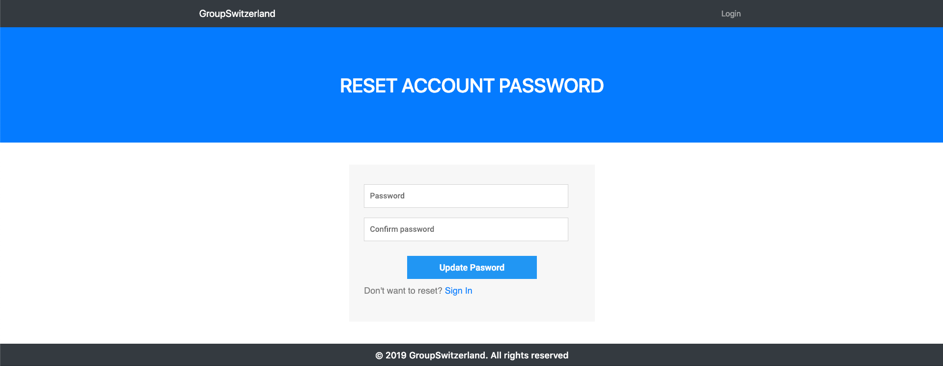 GroupSwitzerland
Login
RESET ACCOUNT PASSWORD
Password
Confirm password
Update Pasword
Don't want to reset? Sign In
© 2019 GroupSwitzerland. All rights reserved